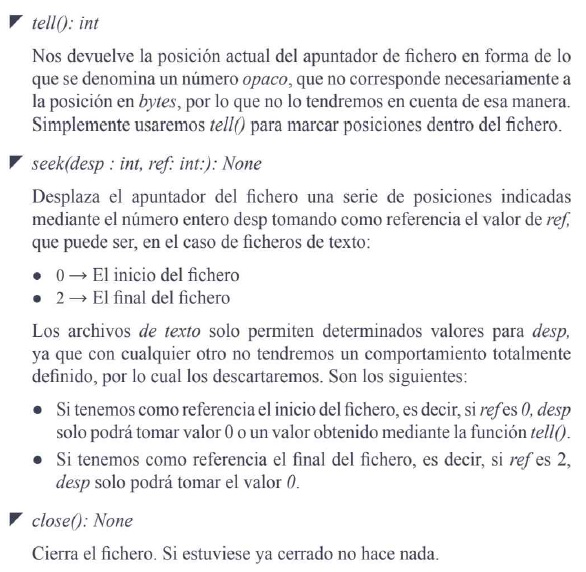 tell(): int
Nos devuelve la posición actual del apuntador de fichero en forma de lo
que se denomina un número opaco, que no corresponde necesariamente a
la posición en bytes, por lo que no lo tendremos en cuenta de esa manera.
Simplemente usaremos tell() para marcar posiciones dentro del fichero.
seek(desp : int, ref: int:): None
Desplaza el apuntador del fichero una serie de posiciones indicadas
mediante el número entero desp tomando como referencia el valor de ref,
que puede ser, en el caso de ficheros de texto:
● 0 → El inicio del fichero
● 2 → El final del fichero
Los archivos de texto solo permiten determinados valores para desp,
ya que con cualquier otro no tendremos un comportamiento totalmente
definido, por lo cual los descartaremos. Son los siguientes:
● Si tenemos como referencia el inicio del fichero, es decir, si ref es 0, desp
solo podrá tomar valor 0 o un valor obtenido mediante la función tell().
● Si tenemos como referencia el final del fichero, es decir, si ref es 2,
desp solo podrá tomar el valor 0.
close(): None
Cierra el fichero. Si estuviese ya cerrado no hace nada.